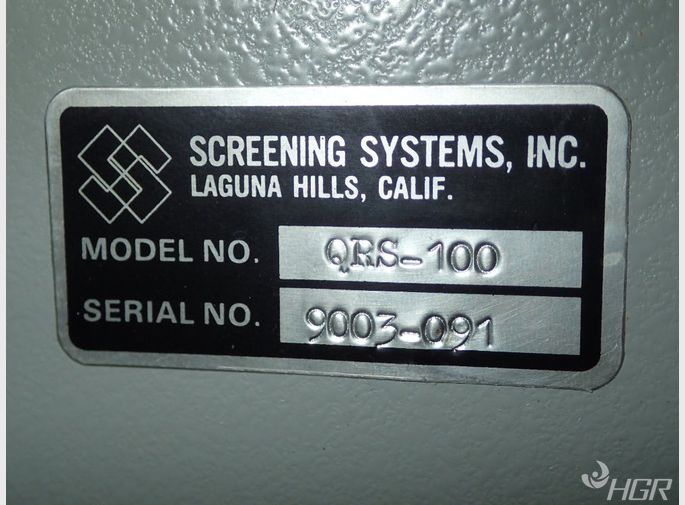 SCREENING SYSTEMS, INC.
LAGUNA HILLS, CALIF.
MODEL NO. QRS-100
SERIAL NO. 9003-091
HGR